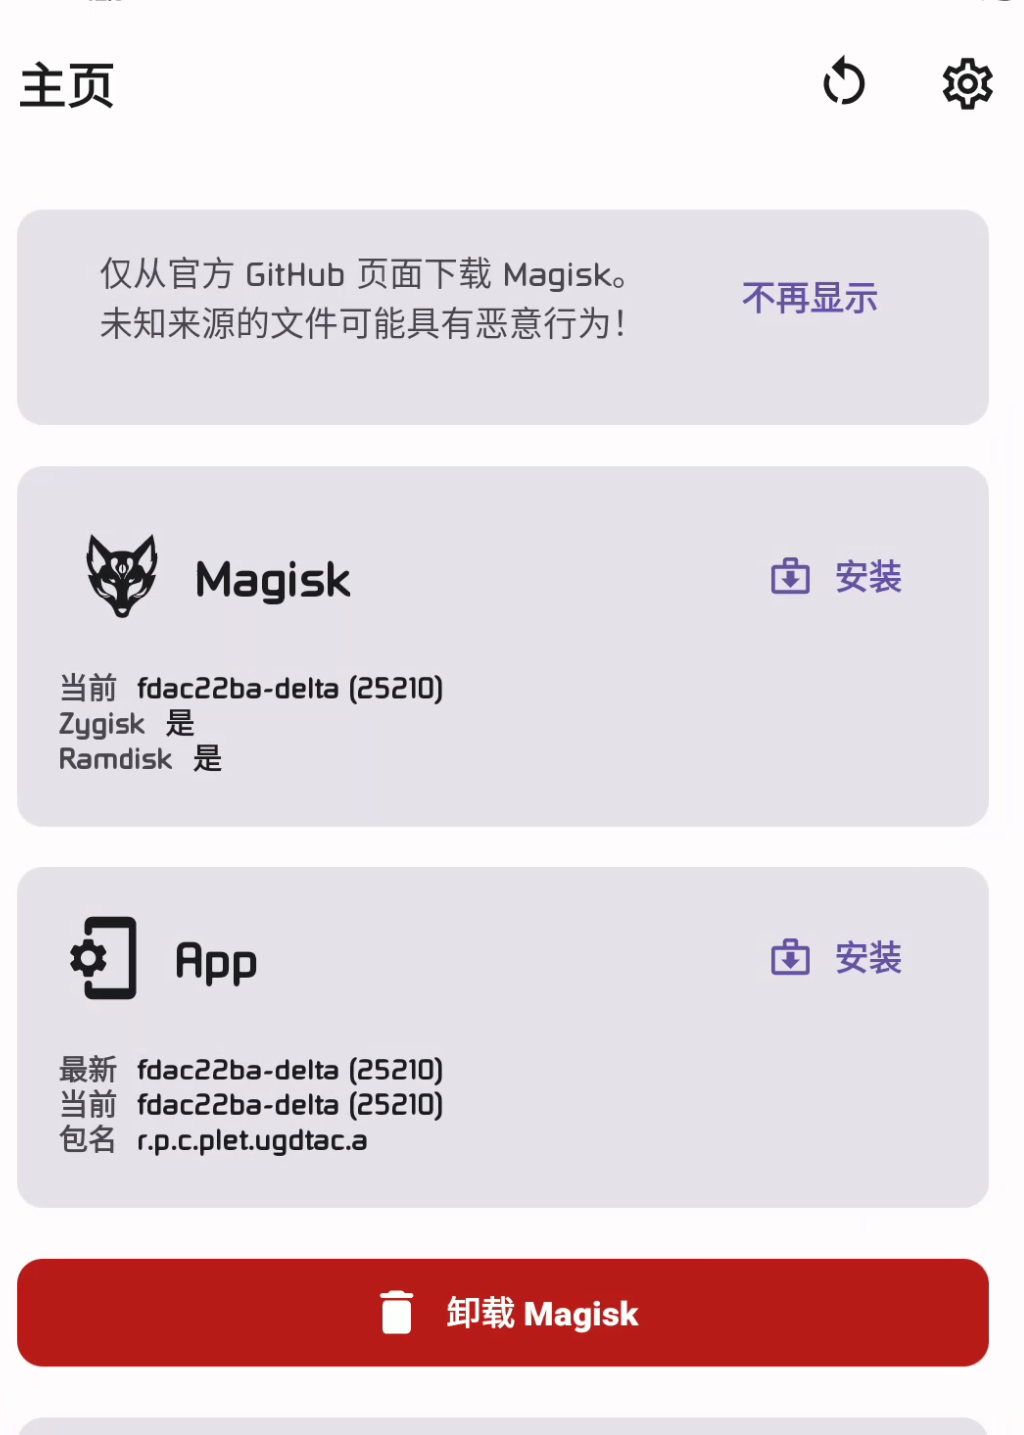 主页
仅从官方 GitHub 页面下载 Magisk。
未知来源的文件可能具有恶意行为！
不再显示
Magisk
安装
当前 fdac22ba-delta (25210)
Zygisk 是
Ramdisk 是
App
安装
最新 fdac22ba-delta (25210)
当前 fdac22ba-delta (25210)
包名 r.p.c.plet.ugdtac.a
卸载 Magisk